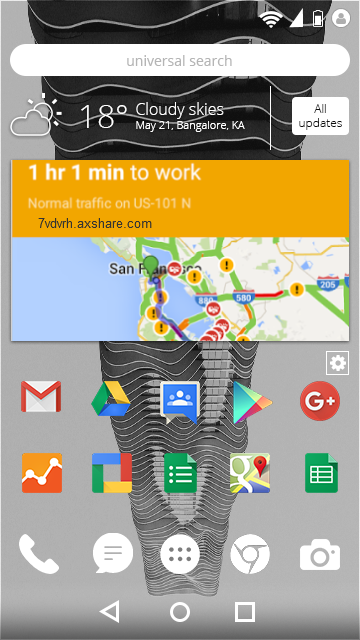 universal search
18°
Cloudy skies
May 21, Bangalore, KA
All
updates
1 hr 1 min to work
Normal traffic on US-101 N
7vdvrh.axshare.com
San Francisco
205
880
580
M
G+